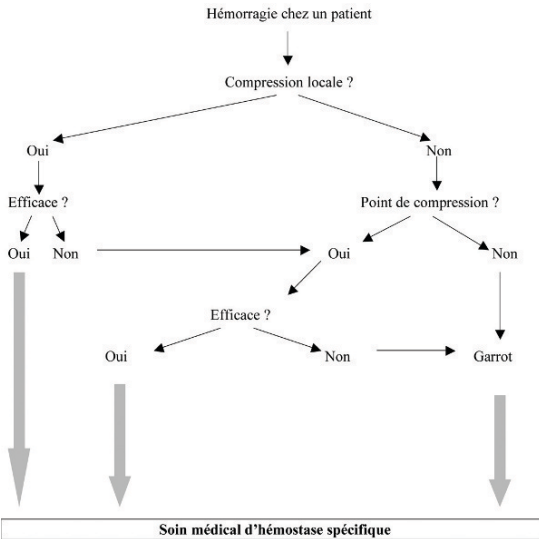 Hémorragie chez un patient
Compression locale ?
Oui
Non
Efficace ?
Point de compression ?
Oui
Non
Oui
Non
Efficace ?
Oui
Non
Garrot
Soin médical d'hémostase spécifique